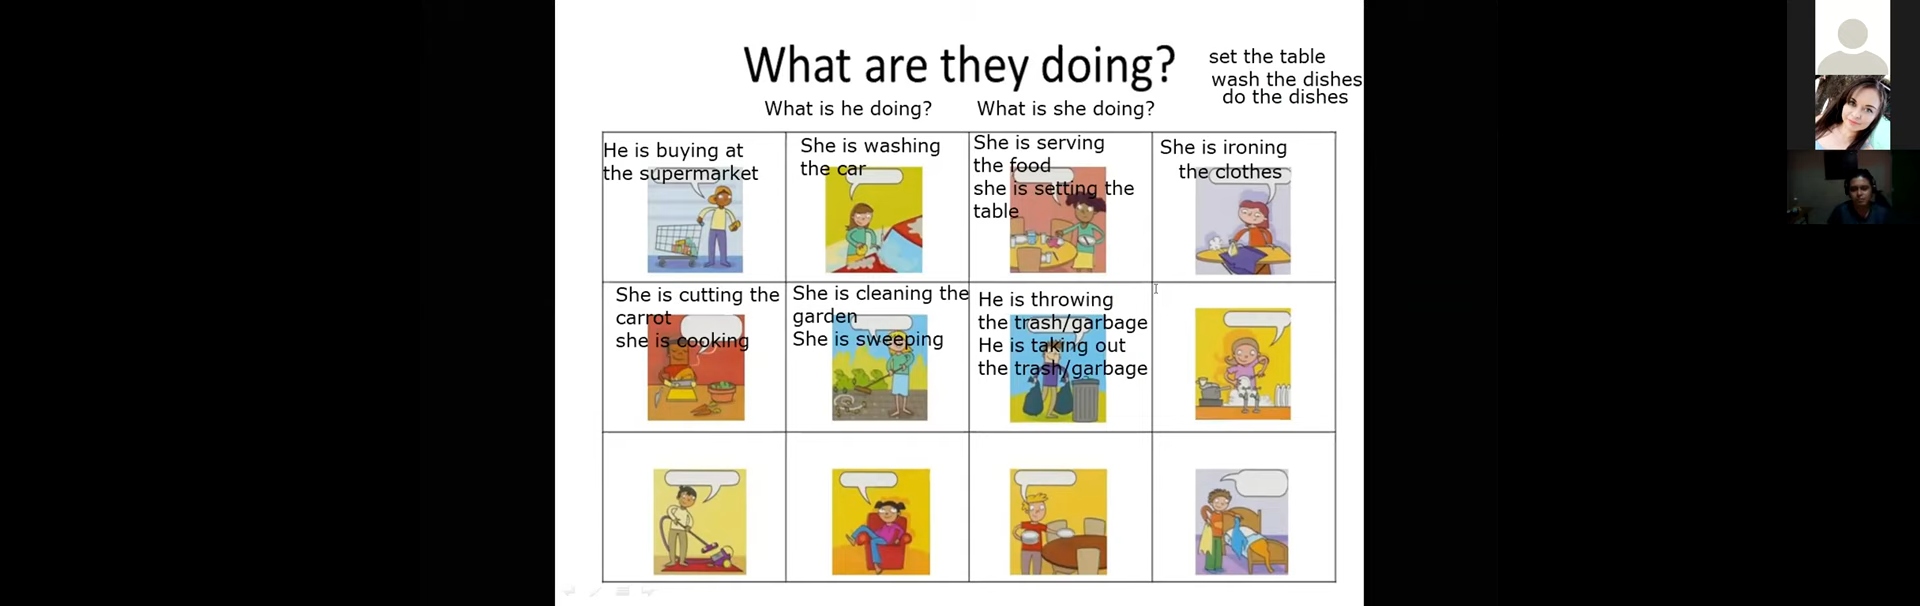 What are they doing?
set the table
wash the dishes
do the dishes
What is he doing?
What is she doing?
He is buying at
the supermarket
She is washing
the car
She is serving
the food
she is setting the
table
She is ironing
the clothes
She is cutting the
carrot
she is cooking
She is cleaning the
garden
She is sweeping
He is throwing
the trash/garbage
He is taking out
the trash/garbage